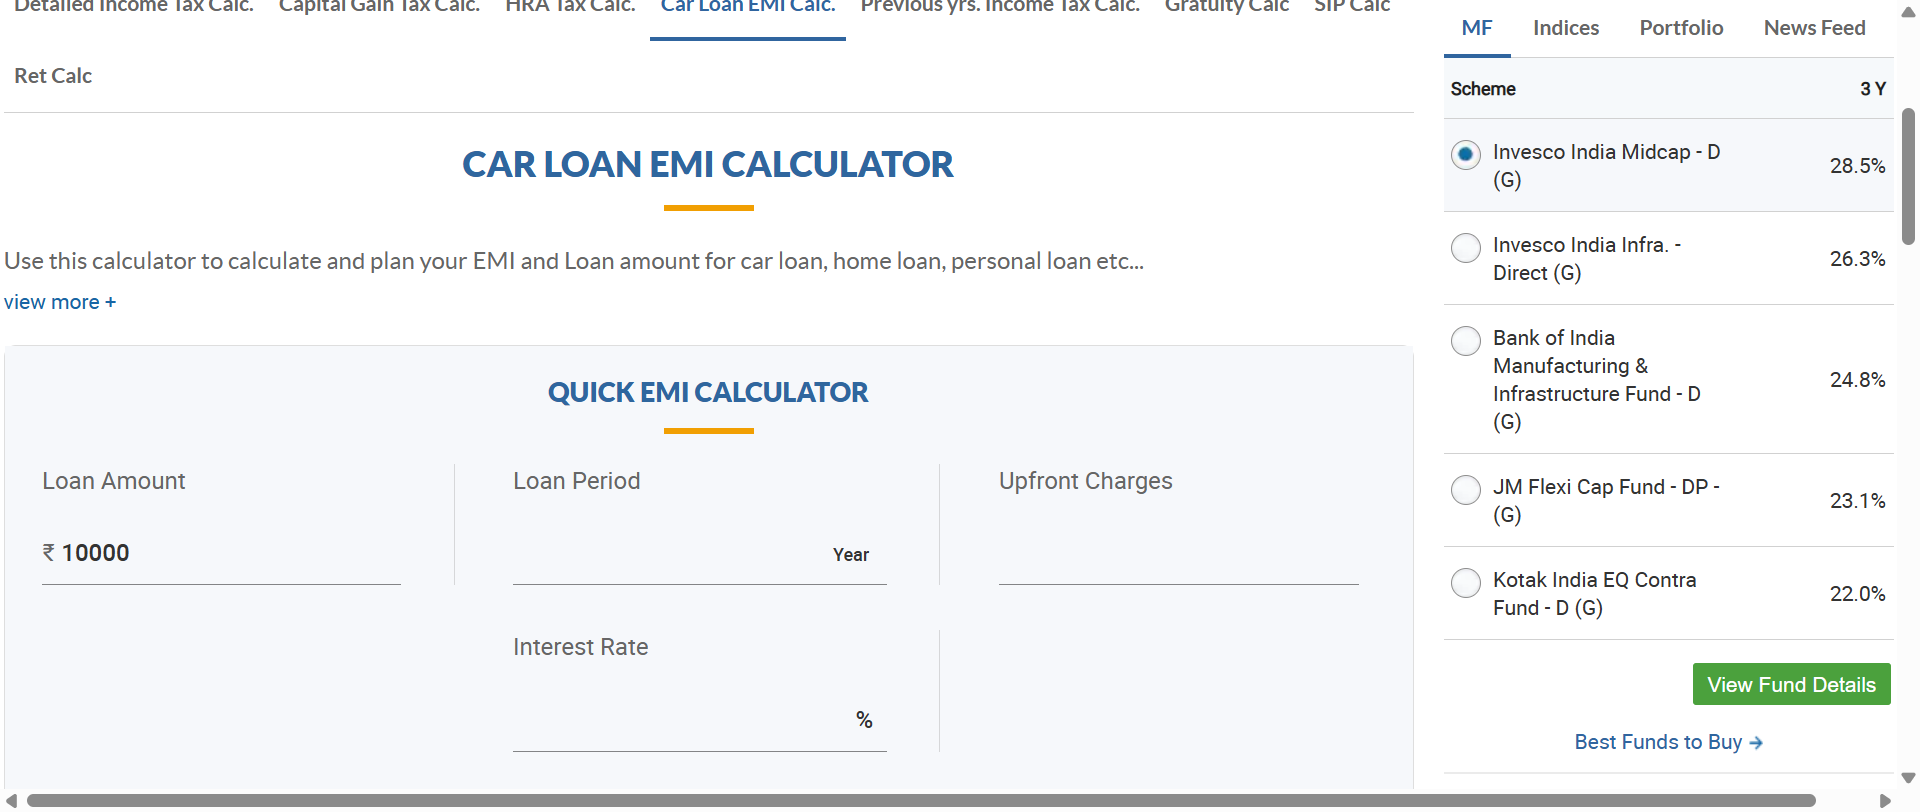 Detailed Income Tax Calc. Capital Gain Tax Calc. HRA Tax Calc. Car Loan EMI Calc. Previous yrs. Income Tax Calc. Gratuity Calc SIP Calc
Ret Calc
CAR LOAN EMI CALCULATOR
Use this calculator to calculate and plan your EMI and Loan amount for car loan, home loan, personal loan etc...
view more +
QUICK EMI CALCULATOR
Loan Amount
₹ 10000
Loan Period
Year
Upfront Charges
Interest Rate
%
MF Indices Portfolio News Feed
Scheme 3 Y
Invesco India Midcap - D
(G)
28.5%
Invesco India Infra. -
Direct (G)
26.3%
Bank of India
Manufacturing &
Infrastructure Fund - D
(G)
24.8%
JM Flexi Cap Fund - DP -
(G)
23.1%
Kotak India EQ Contra
Fund - D (G)
22.0%
View Fund Details
Best Funds to Buy →